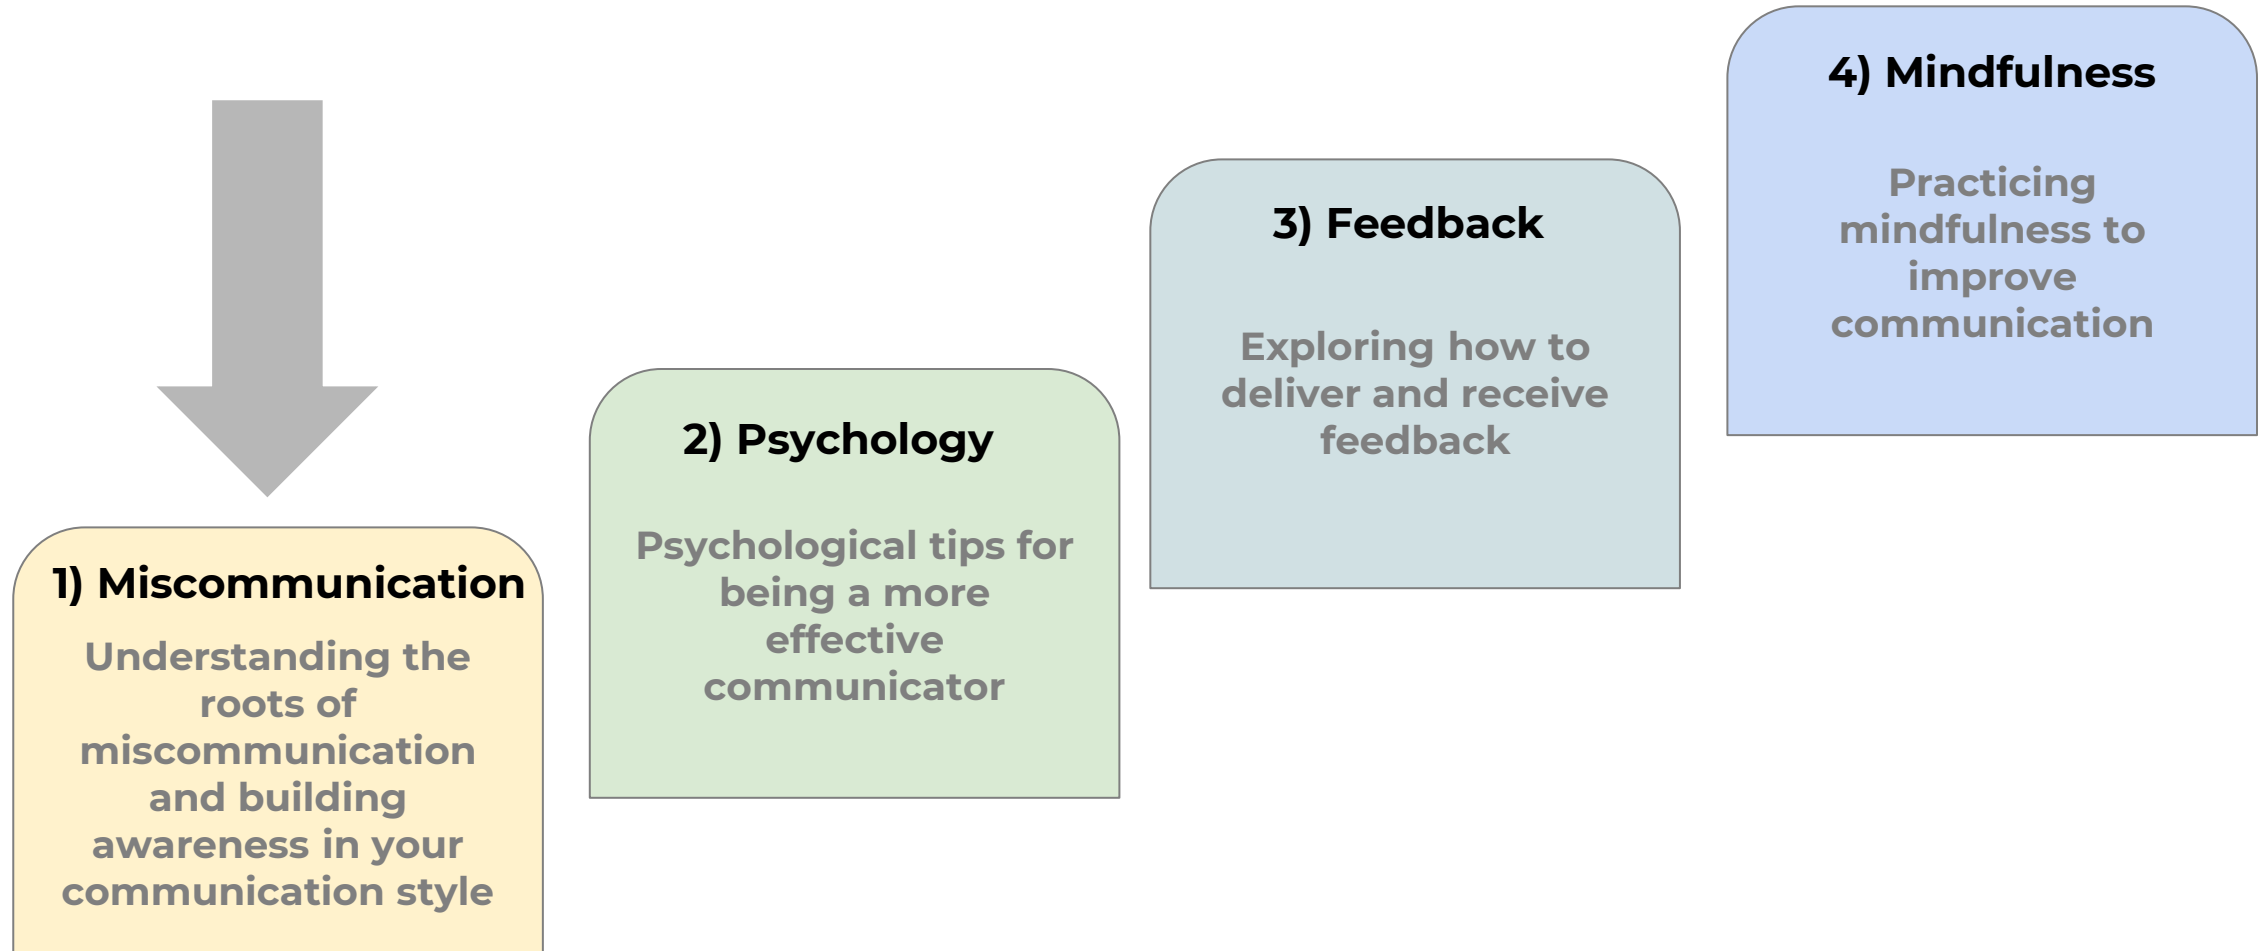 1) Miscommunication
Understanding the
roots of
miscommunication
and building
awareness in your
communication style
2) Psychology
Psychological tips for
being a more
effective
communicator
3) Feedback
Exploring how to
deliver and receive
feedback
4) Mindfulness
Practicing
mindfulness to
improve
communication